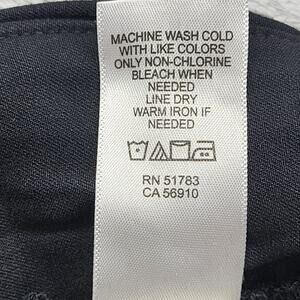 MACHINE WASH COLD
WITH LIKE COLORS
ONLY NON-CHLORINE
BLEACH WHEN
NEEDED
LINE DRY
WARM IRON IF
NEEDED
RN 51783
CA 56910